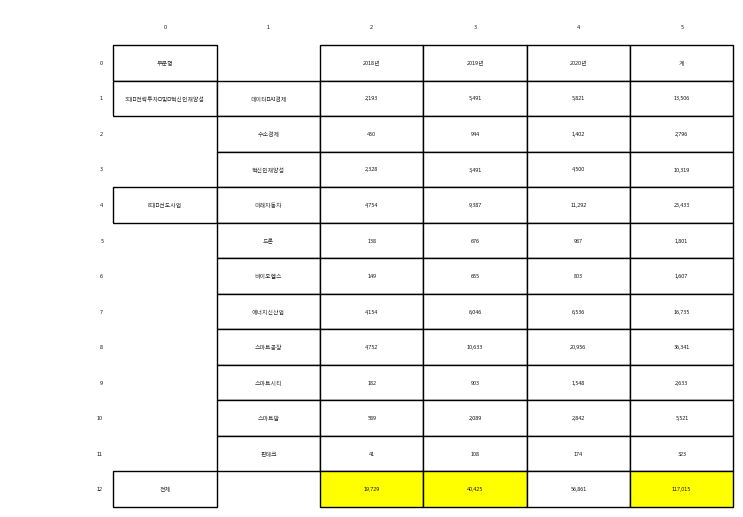 0 1 2 3 4 5
0 부문별 2018년 2019년 2020년 계
1 3대□전략투자□및□혁신인재양성 데이터□AI경제 2,193 5,491 5,821 13,506
2 수소경제 450 944 1,402 2,796
3 혁신인재양성 2,328 3,491 4,500 10,319
4 8대□선도사업 미래자동차 4,754 9,387 11,292 25,433
5 드론 158 676 967 1,801
6 바이오헬스 149 655 803 1,607
7 에너지신산업 4,154 6,046 6,536 16,735
8 스마트공장 4,752 10,633 20,956 36,341
9 스마트시티 182 903 1,548 2,633
10 스마트팜 589 2,089 2,842 5,521
11 핀테크 41 108 174 323
12 전체 19,729 40,425 56,861 117,015